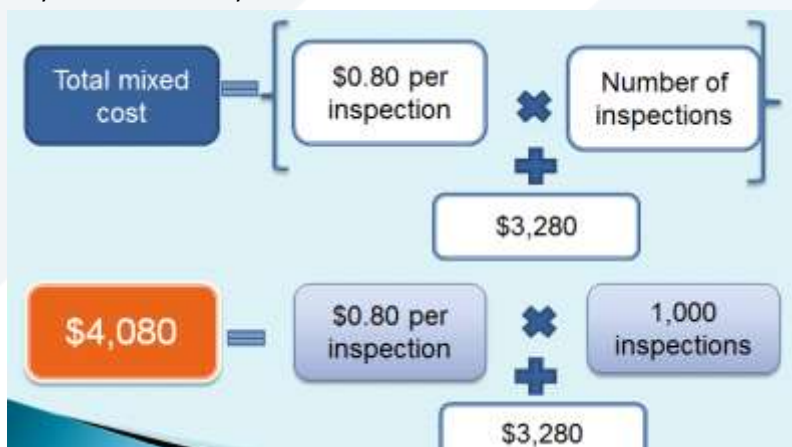 Total mixed
cost
$0.80 per
inspection
Number of
inspections
$3,280
$4,080
$0.80 per
inspection
1,000
inspections
$3,280